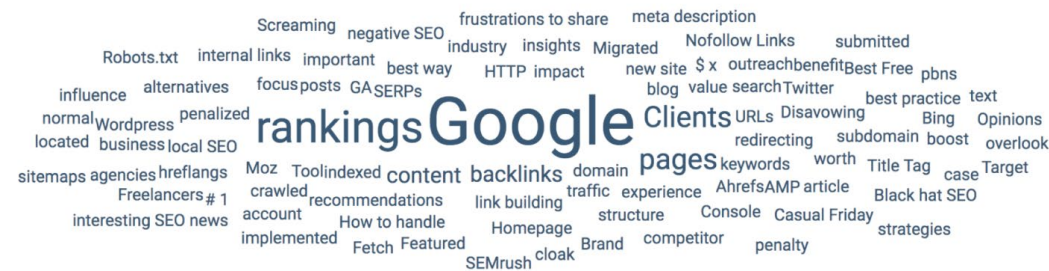 Screaming negative SEO frustrations to share meta description
Robots.txt internal links important industry insights Migrated Nofollow Links submitted
influence alternatives focus posts GA SERPs best way HTTP impact new site $ x outreach benefit Best Free pbns
normal Wordpress penalized blog value search Twitter best practice text
located business local SEO rankings Google Clients URLs Disavowing Bing Opinions
redirecting subdomain boost overlook
sitemaps agencies hreflangs Moz Tool indexed content backlinks domain pages keywords worth Title Tag case Target
Freelancers # 1 crawled recommendations link building traffic experience Ahrefs AMP article Black hat SEO
interesting SEO news account How to handle Homepage structure Console Casual Friday strategies
implemented Fetch Featured SEMrush cloak Brand competitor penalty